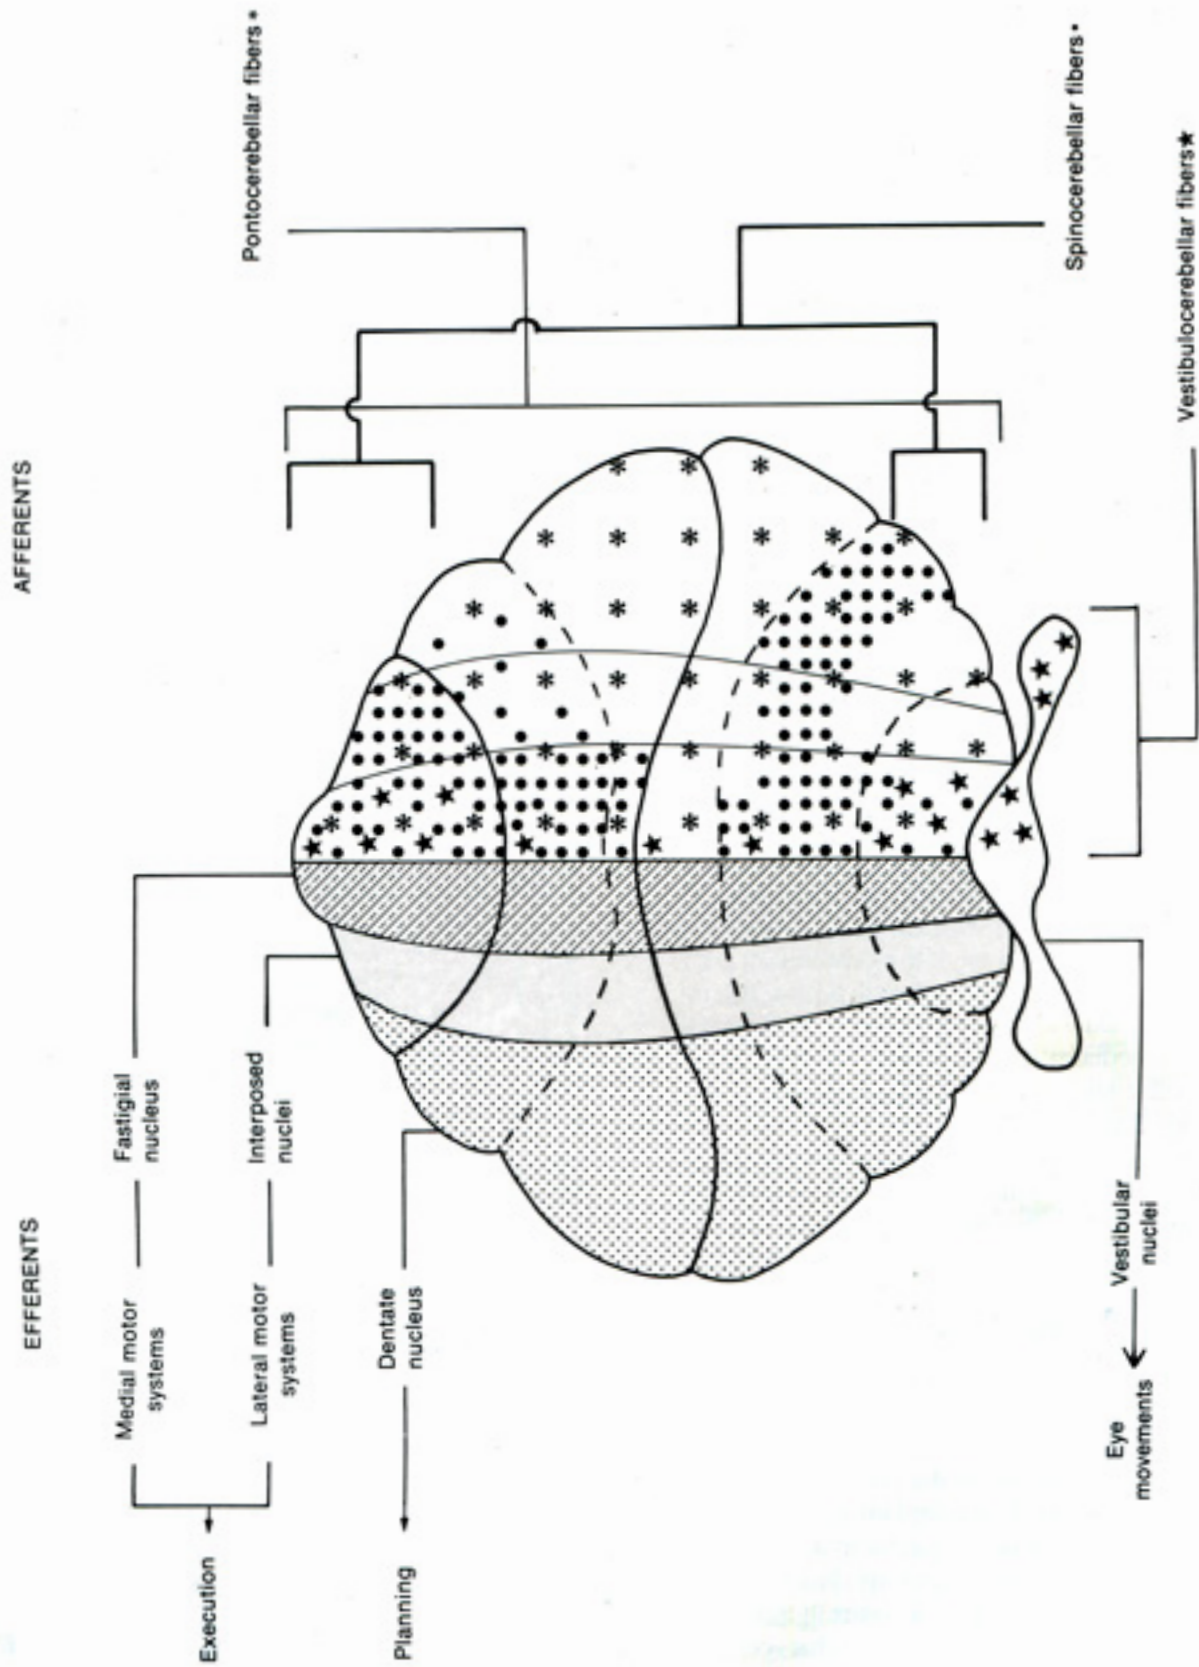 EFFERENTS
AFFERENTS
Execution
Medial motor
systems
Fastigial
nucleus
Lateral motor
systems
Interposed
nuclei
Planning
Dentate
nucleus
Eye
movements
Vestibular
nuclei
Pontocerebellar fibers *
Spinocerebellar fibers •
Vestibulocerebellar fibers★